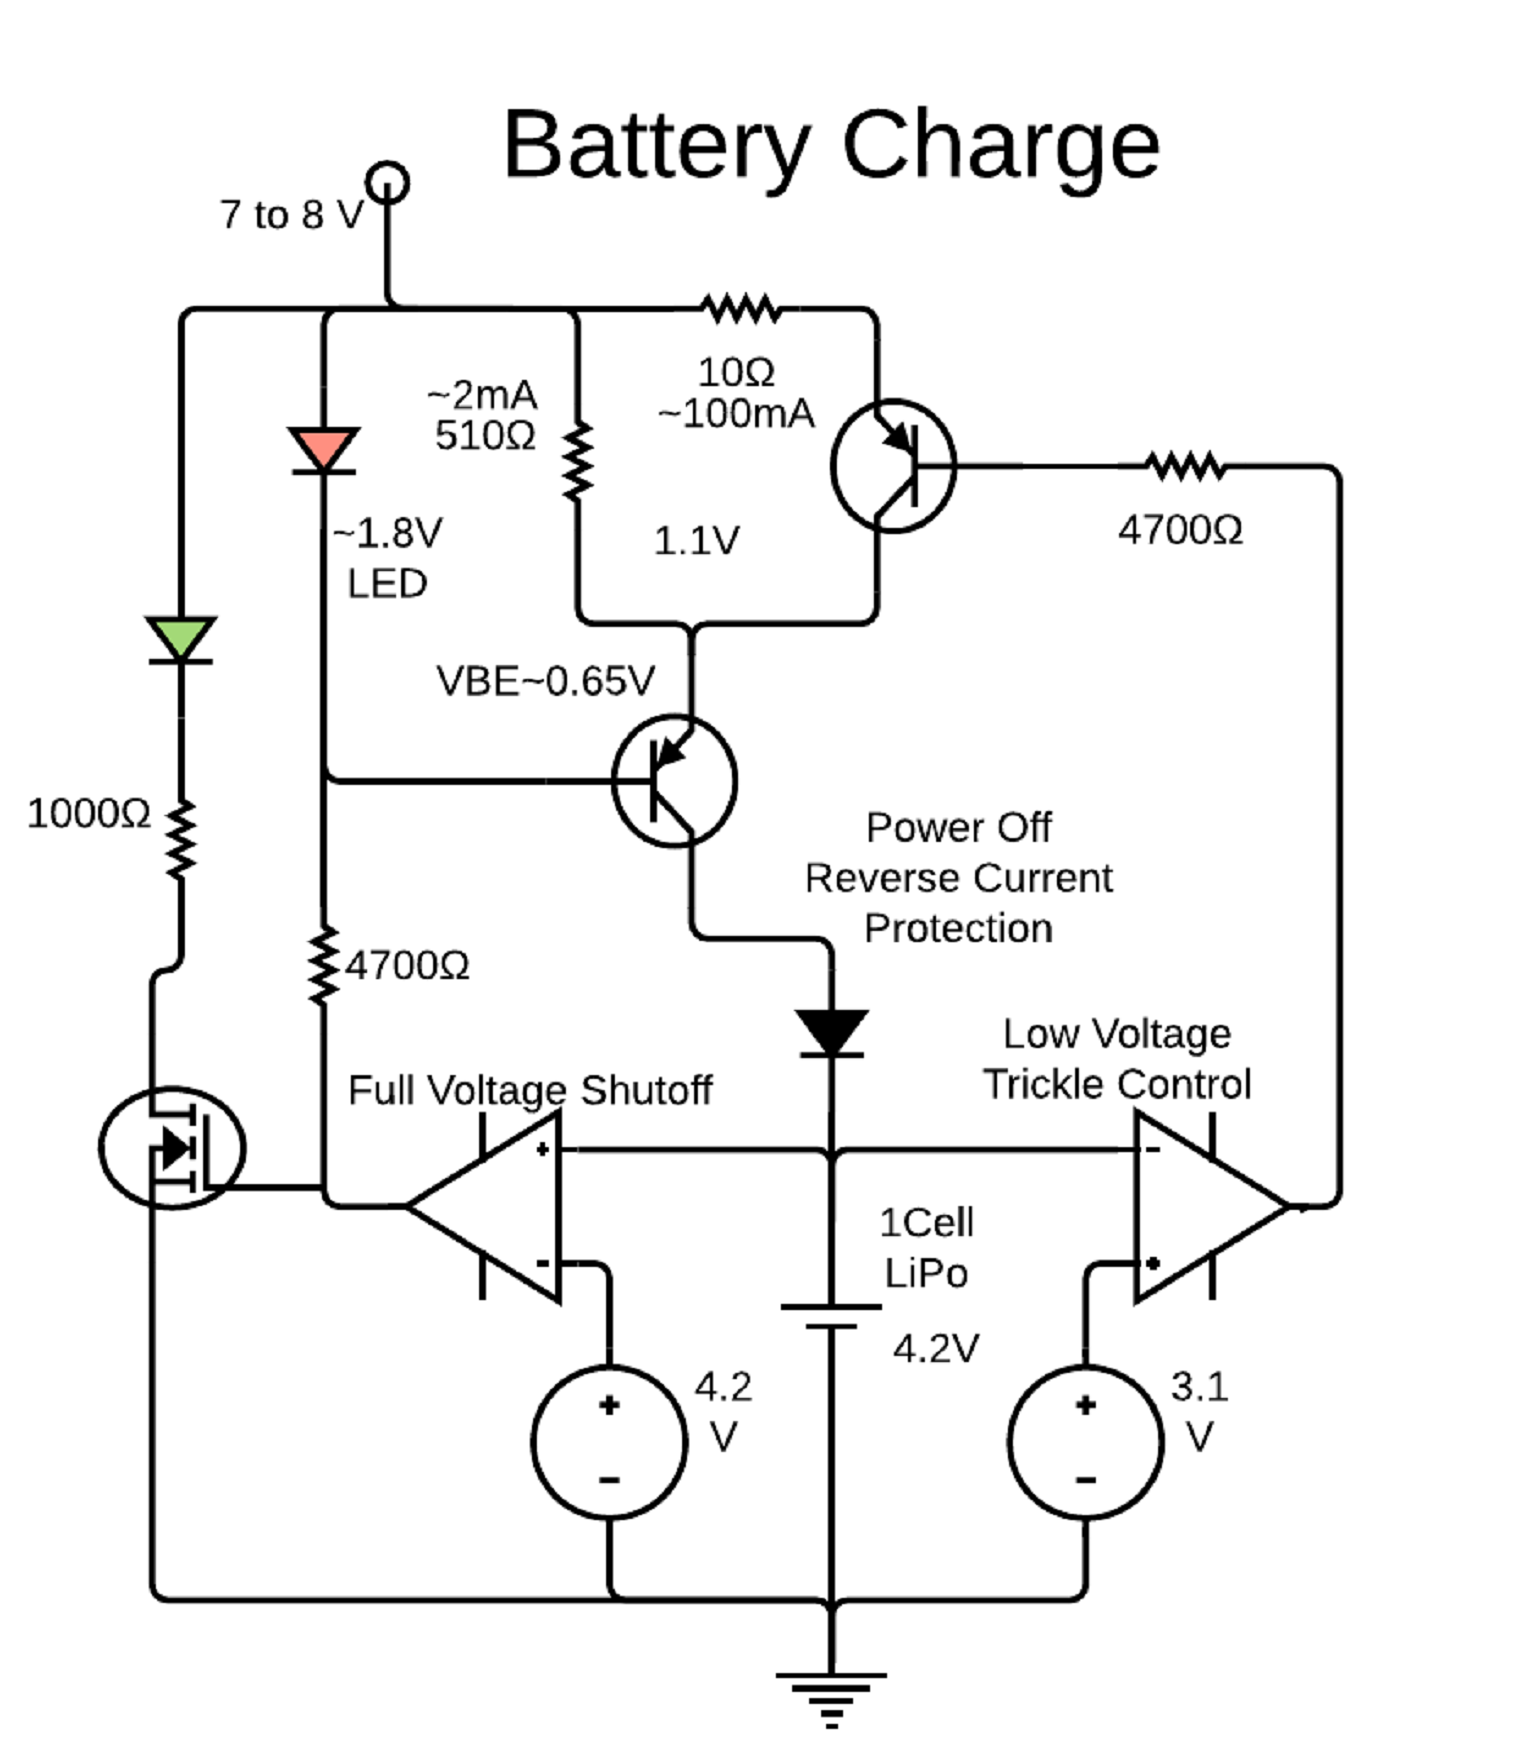 Battery Charge
7 to 8 V
~2mA
510Ω
10Ω
~100mA
4700Ω
~1.8V
LED
1.1V
VBE~0.65V
1000Ω
Power Off
Reverse Current
Protection
4700Ω
Full Voltage Shutoff
Low Voltage
Trickle Control
+
-
-
+
1Cell
LiPo
4.2V
4.2
V
+
-
3.1
V
+
-